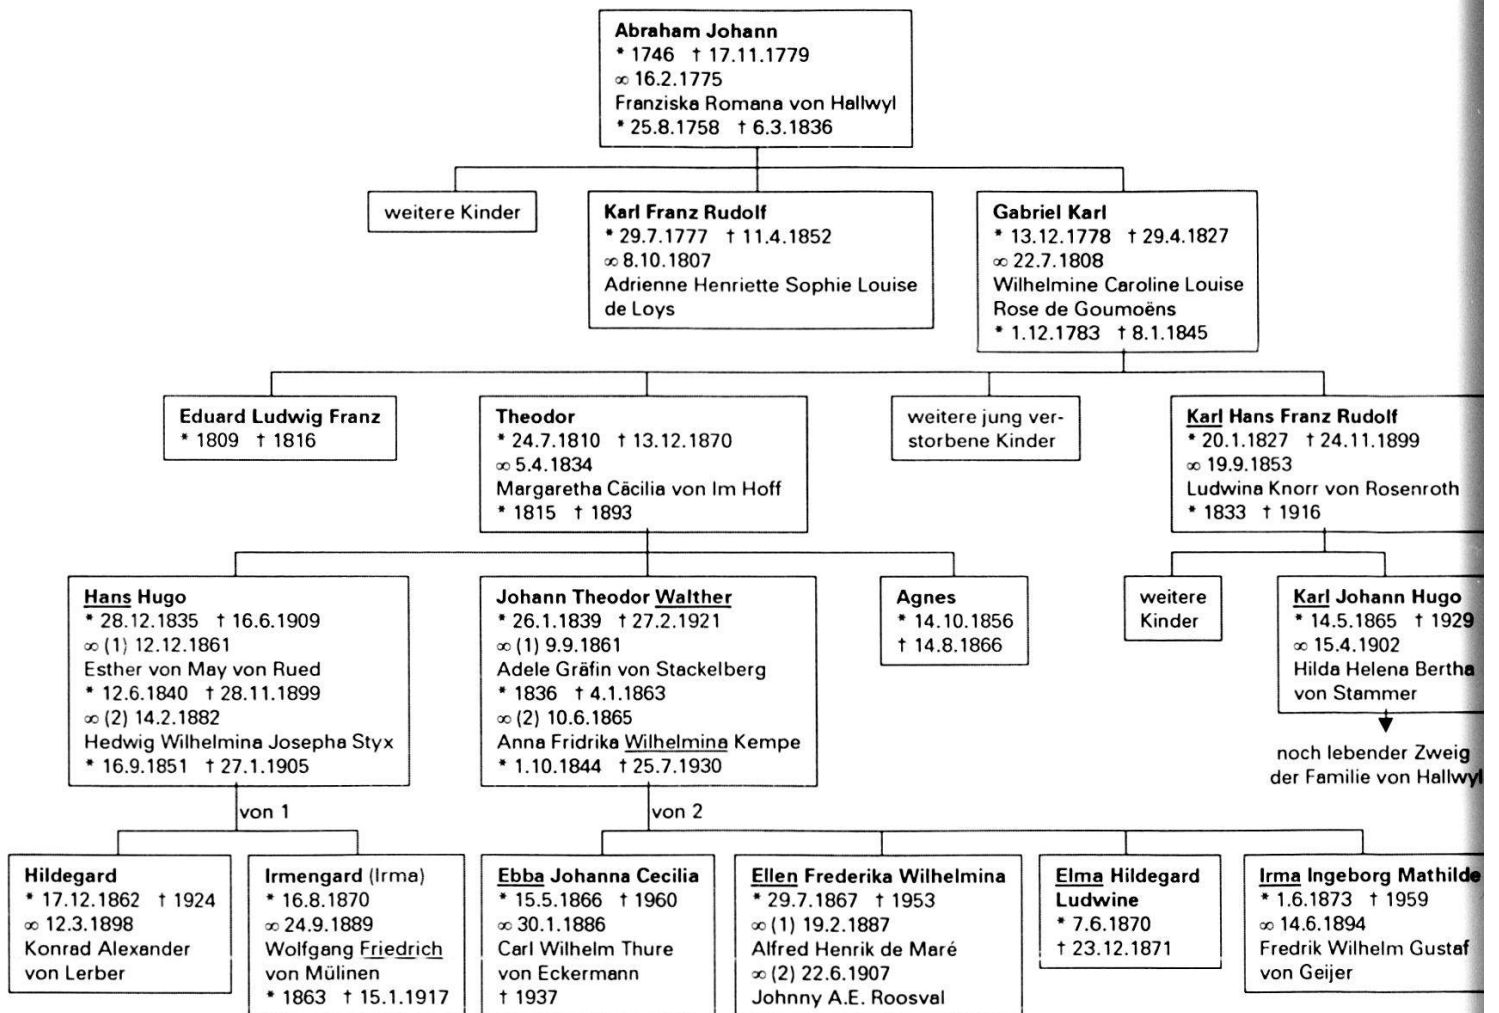 Abraham Johann
* 1746 † 17.11.1779
∞ 16.2.1775
Franziska Romana von Hallwyl
* 25.8.1758 † 6.3.1836
weitere Kinder
Karl Franz Rudolf
* 29.7.1777 † 11.4.1852
∞ 8.10.1807
Adrienne Henriette Sophie Louise
de Loys
Gabriel Karl
* 13.12.1778 † 29.4.1827
∞ 22.7.1808
Wilhelmine Caroline Louise
Rose de Goumoëns
* 1.12.1783 † 8.1.1845
Eduard Ludwig Franz
* 1809 † 1816
Theodor
* 24.7.1810 † 13.12.1870
∞ 5.4.1834
Margaretha Cäcilia von Im Hoff
* 1815 † 1893
weitere jung ver-
storbene Kinder
Karl Hans Franz Rudolf
* 20.1.1827 † 24.11.1899
∞ 19.9.1853
Ludwina Knorr von Rosenroth
* 1833 † 1916
Hans Hugo
* 28.12.1835 † 16.6.1909
∞ (1) 12.12.1861
Esther von May von Rued
* 12.6.1840 † 28.11.1899
∞ (2) 14.2.1882
Hedwig Wilhelmina Josepha Styx
* 16.9.1851 † 27.1.1905
Johann Theodor Walther
* 26.1.1839 † 27.2.1921
∞ (1) 9.9.1861
Adele Gräfin von Stackelberg
* 1836 † 4.1.1863
∞ (2) 10.6.1865
Anna Fridrika Wilhelmina Kempe
* 1.10.1844 † 25.7.1930
Agnes
* 14.10.1856
† 14.8.1866
weitere
Kinder
Karl Johann Hugo
* 14.5.1865 † 1929
∞ 15.4.1902
Hilda Helena Bertha
von Stammer
noch lebender Zweig
der Familie von Hallwyl
von 1
von 2
Hildegard
* 17.12.1862 † 1924
∞ 12.3.1898
Konrad Alexander
von Lerber
Irmengard (Irma)
* 16.8.1870
∞ 24.9.1889
Wolfgang Friedrich
von Mülinen
* 1863 † 15.1.1917
Ebba Johanna Cecilia
* 15.5.1866 † 1960
∞ 30.1.1886
Carl Wilhelm Thure
von Eckermann
† 1937
Ellen Frederika Wilhelmina
* 29.7.1867 † 1953
∞ (1) 19.2.1887
Alfred Henrik de Maré
∞ (2) 22.6.1907
Johnny A.E. Roosval
Elma Hildegard
Ludwine
* 7.6.1870
† 23.12.1871
Irma Ingeborg Mathilde
* 1.6.1873 † 1959
∞ 14.6.1894
Fredrik Wilhelm Gustaf
von Geijer